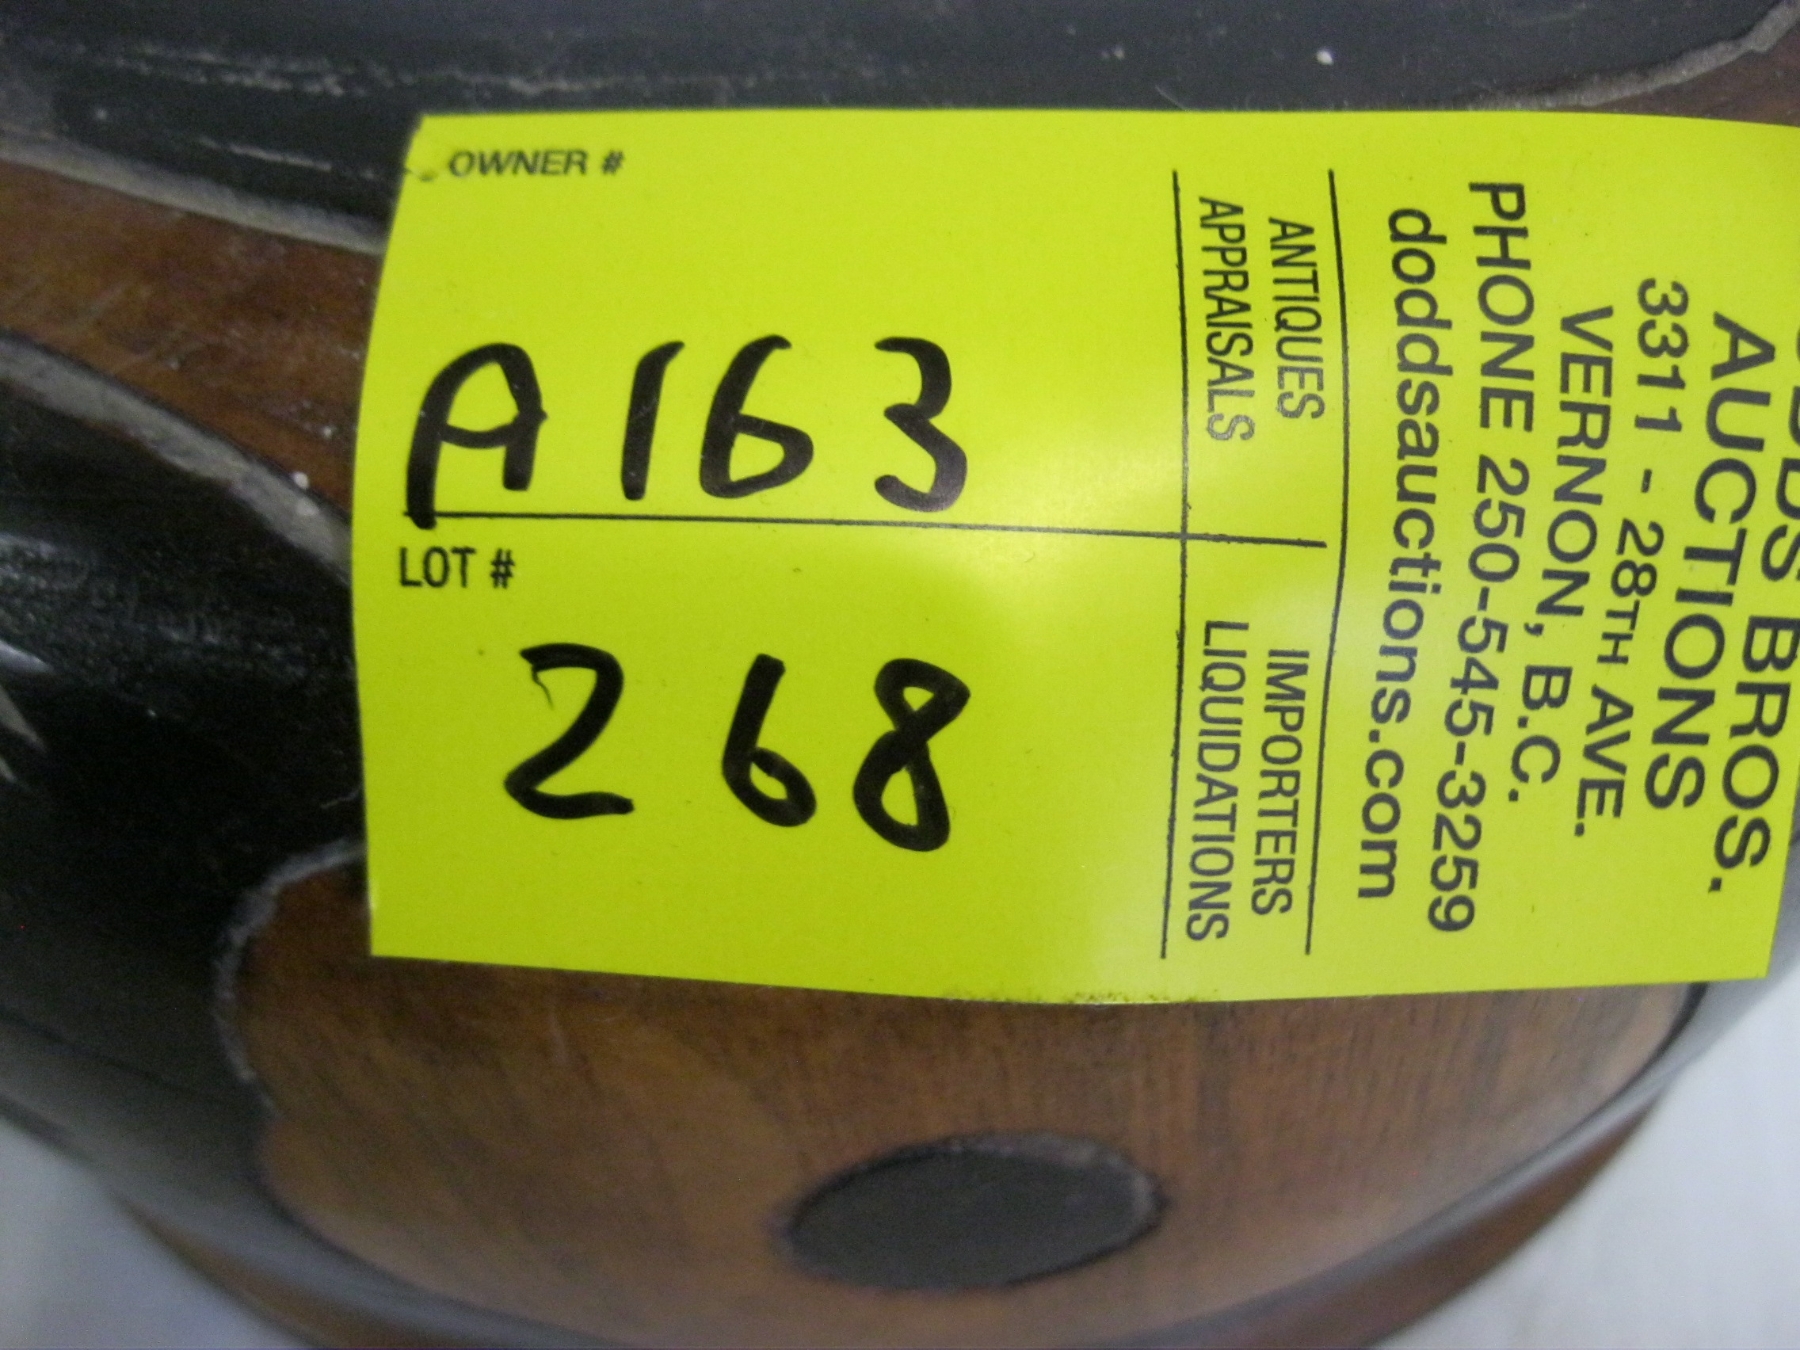 OWNER #
A163
LOT #
268
BROS.
AUCTIONS
3311 - 28TH AVE.
VERNON, B.C.
PHONE 250-545-3259
doddsauctions.com
ANTIQUES IMPORTERS
APPRAISALS LIQUIDATIONS